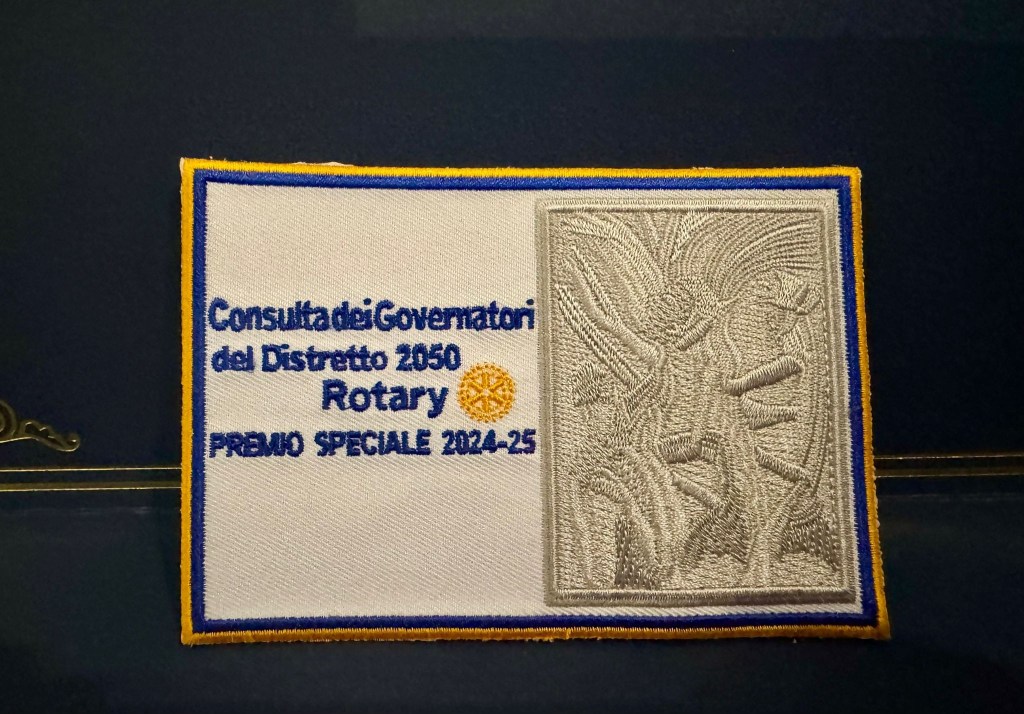 Consulta dei Governatori
del Distretto 2050
Rotary
PREMIO SPECIALE 2024-25